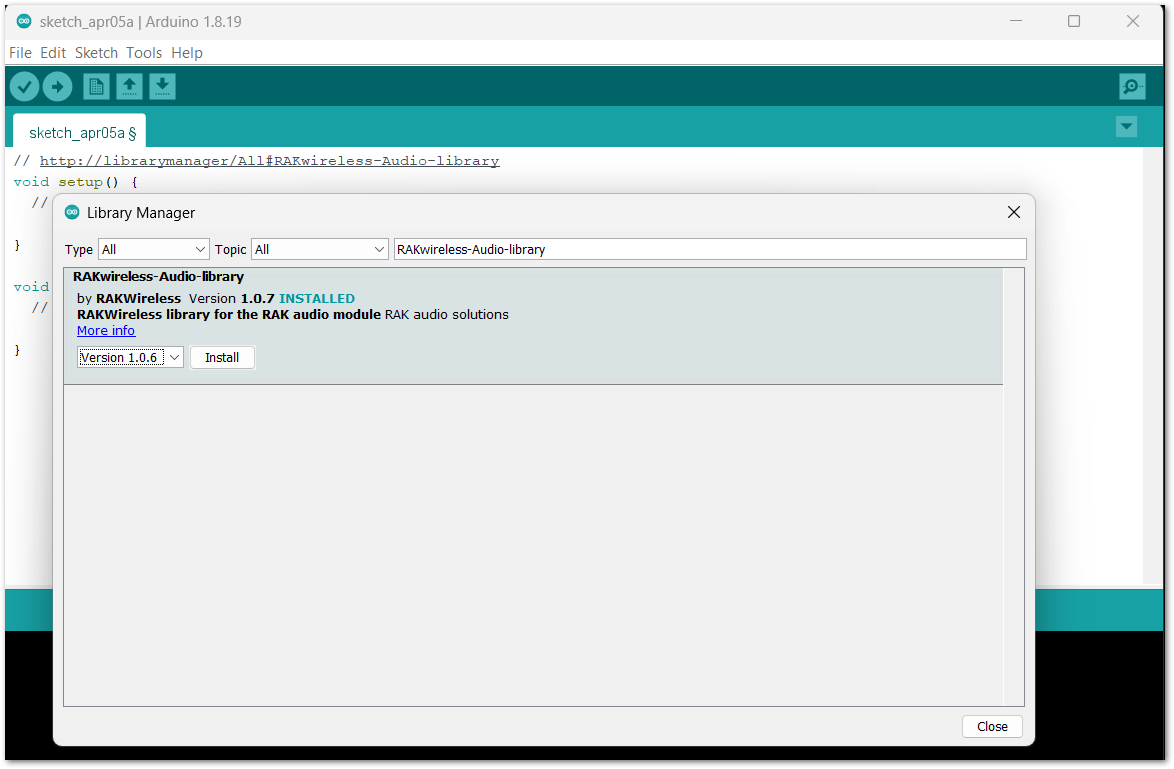 sketch_apr05a | Arduino 1.8.19
File Edit Sketch Tools Help
sketch_apr05a §
// http://librarymanager/All#RAKwireless-Audio-library
void setup() {
//
}
void
//
}
Library Manager
Type All Topic All RAKwireless-Audio-library
RAKwireless-Audio-library
by RAKWireless Version 1.0.7 INSTALLED
RAKWireless library for the RAK audio module RAK audio solutions
More info
Version 1.0.6 Install
Close